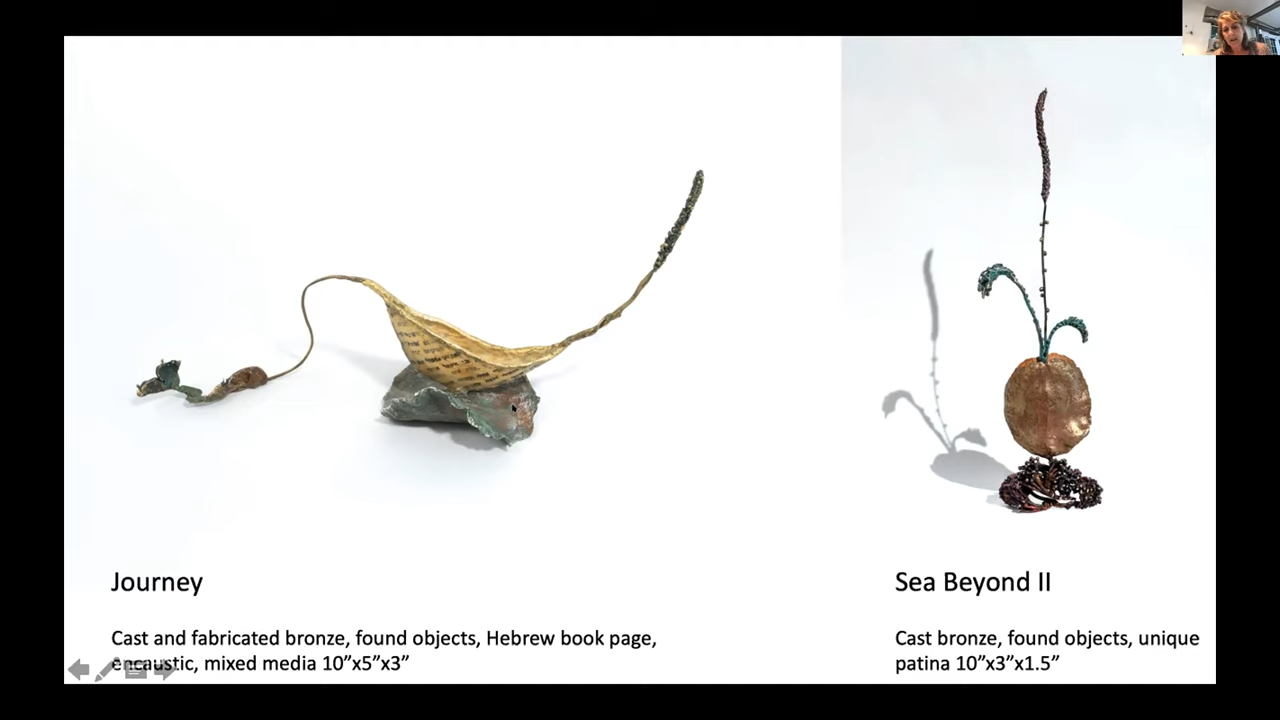 Journey
Cast and fabricated bronze, found objects, Hebrew book page,
encaustic, mixed media 10”x5”x3”
Sea Beyond II
Cast bronze, found objects, unique
patina 10”x3”x1.5”